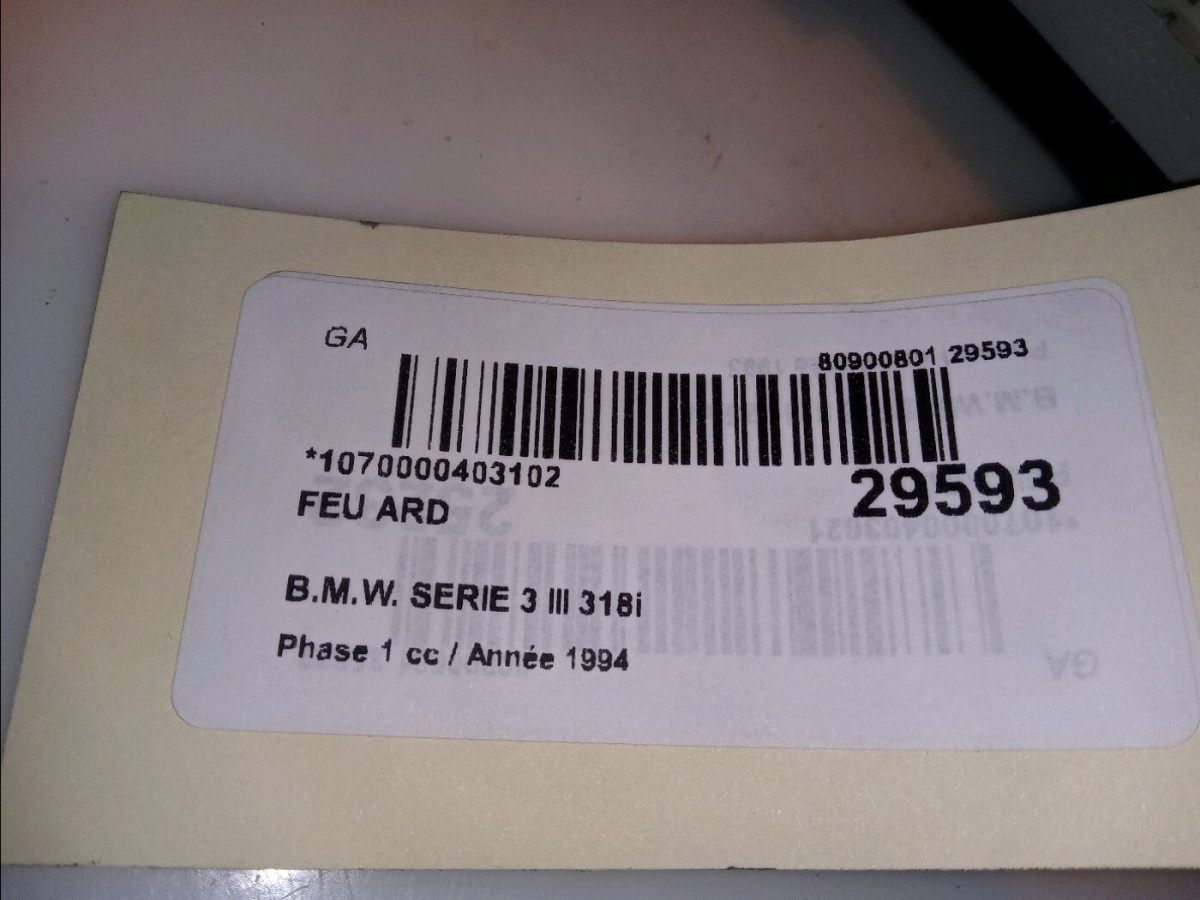 GA
80900801 29593
*1070000403102
29593
FEU ARD
B.M.W. SERIE 3 III 318i
Phase 1 cc / Année 1994